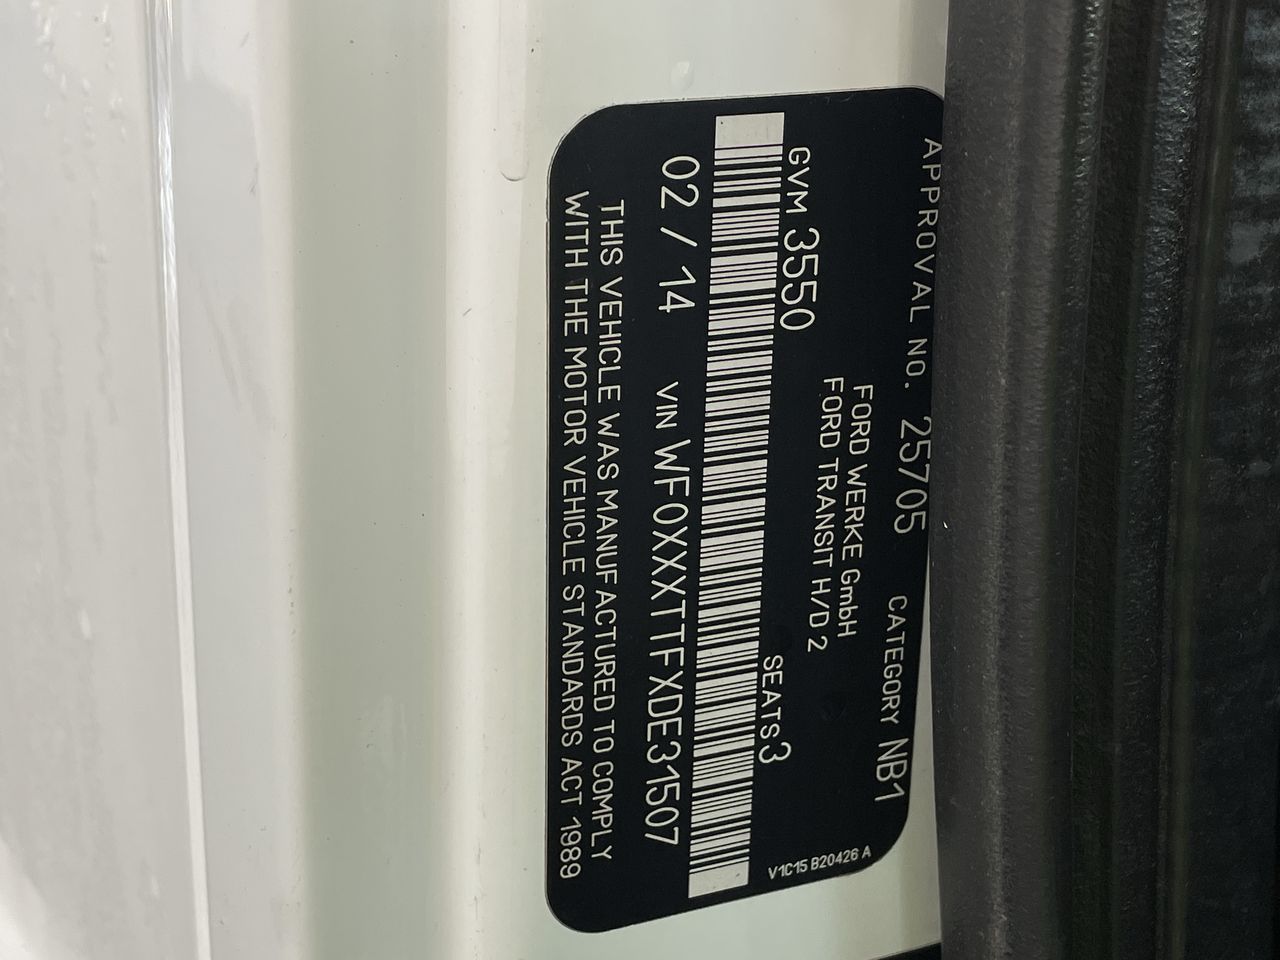 APPROVAL NO. 25705 CATEGORY NB1
FORD WERKE GmbH
FORD TRANSIT H/D 2
GVM 3550 SEATS 3
02 / 14 VIN WF0XXXTTFXDE31507
THIS VEHICLE WAS MANUFACTURED TO COMPLY
WITH THE MOTOR VEHICLE STANDARDS ACT 1989
V1C15 B20426 A